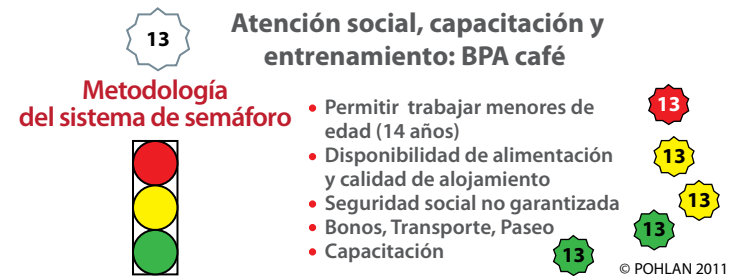 13
Atención social, capacitación y
entrenamiento: BPA café
Metodología
del sistema de semáforo
• Permitir trabajar menores de
edad (14 años)
13
• Disponibilidad de alimentación
y calidad de alojamiento
13
• Seguridad social no garantizada
13
• Bonos, Transporte, Paseo
13
• Capacitación
13
© POHLAN 2011